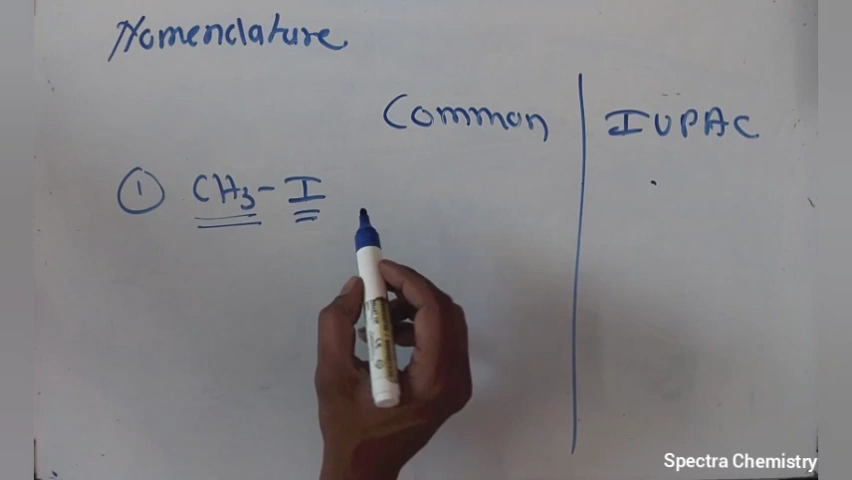 Nomenclature
Common IUPAC
① CH₃-I
Spectra Chemistry